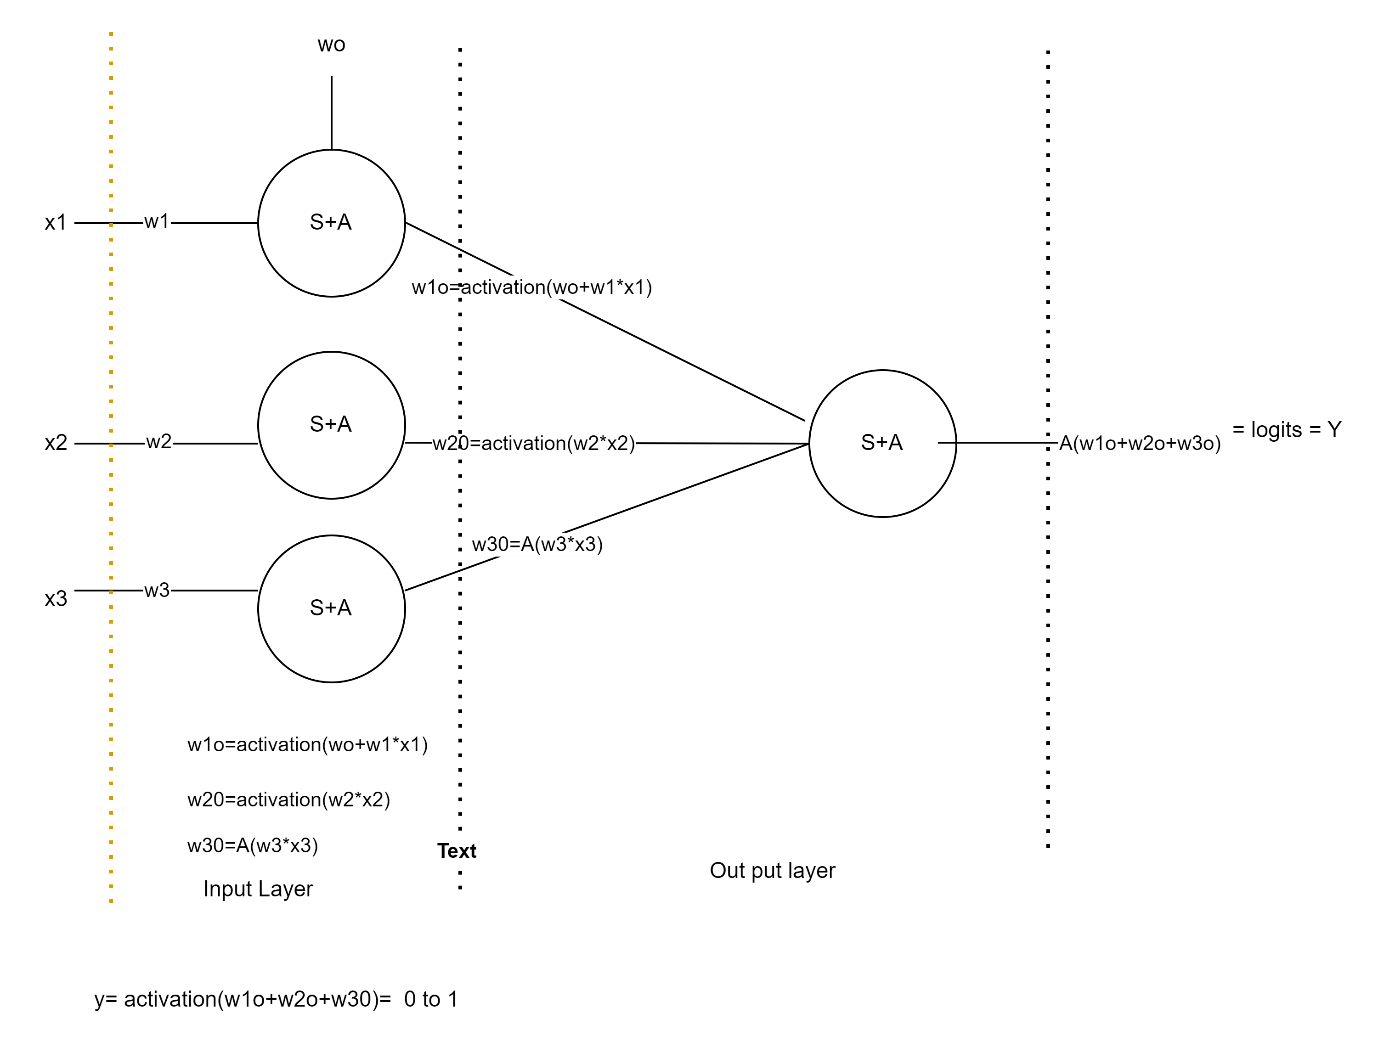 wo
x1
w1
S+A
w1o=activation(wo+w1*x1)
x2
w2
S+A
w20=activation(w2*x2)
S+A
A(w1o+w2o+w3o)
= logits = Y
x3
w3
S+A
w30=A(w3*x3)
w1o=activation(wo+w1*x1)
w20=activation(w2*x2)
w30=A(w3*x3)
Text
Input Layer
Out put layer
y= activation(w1o+w2o+w30)=  0 to 1